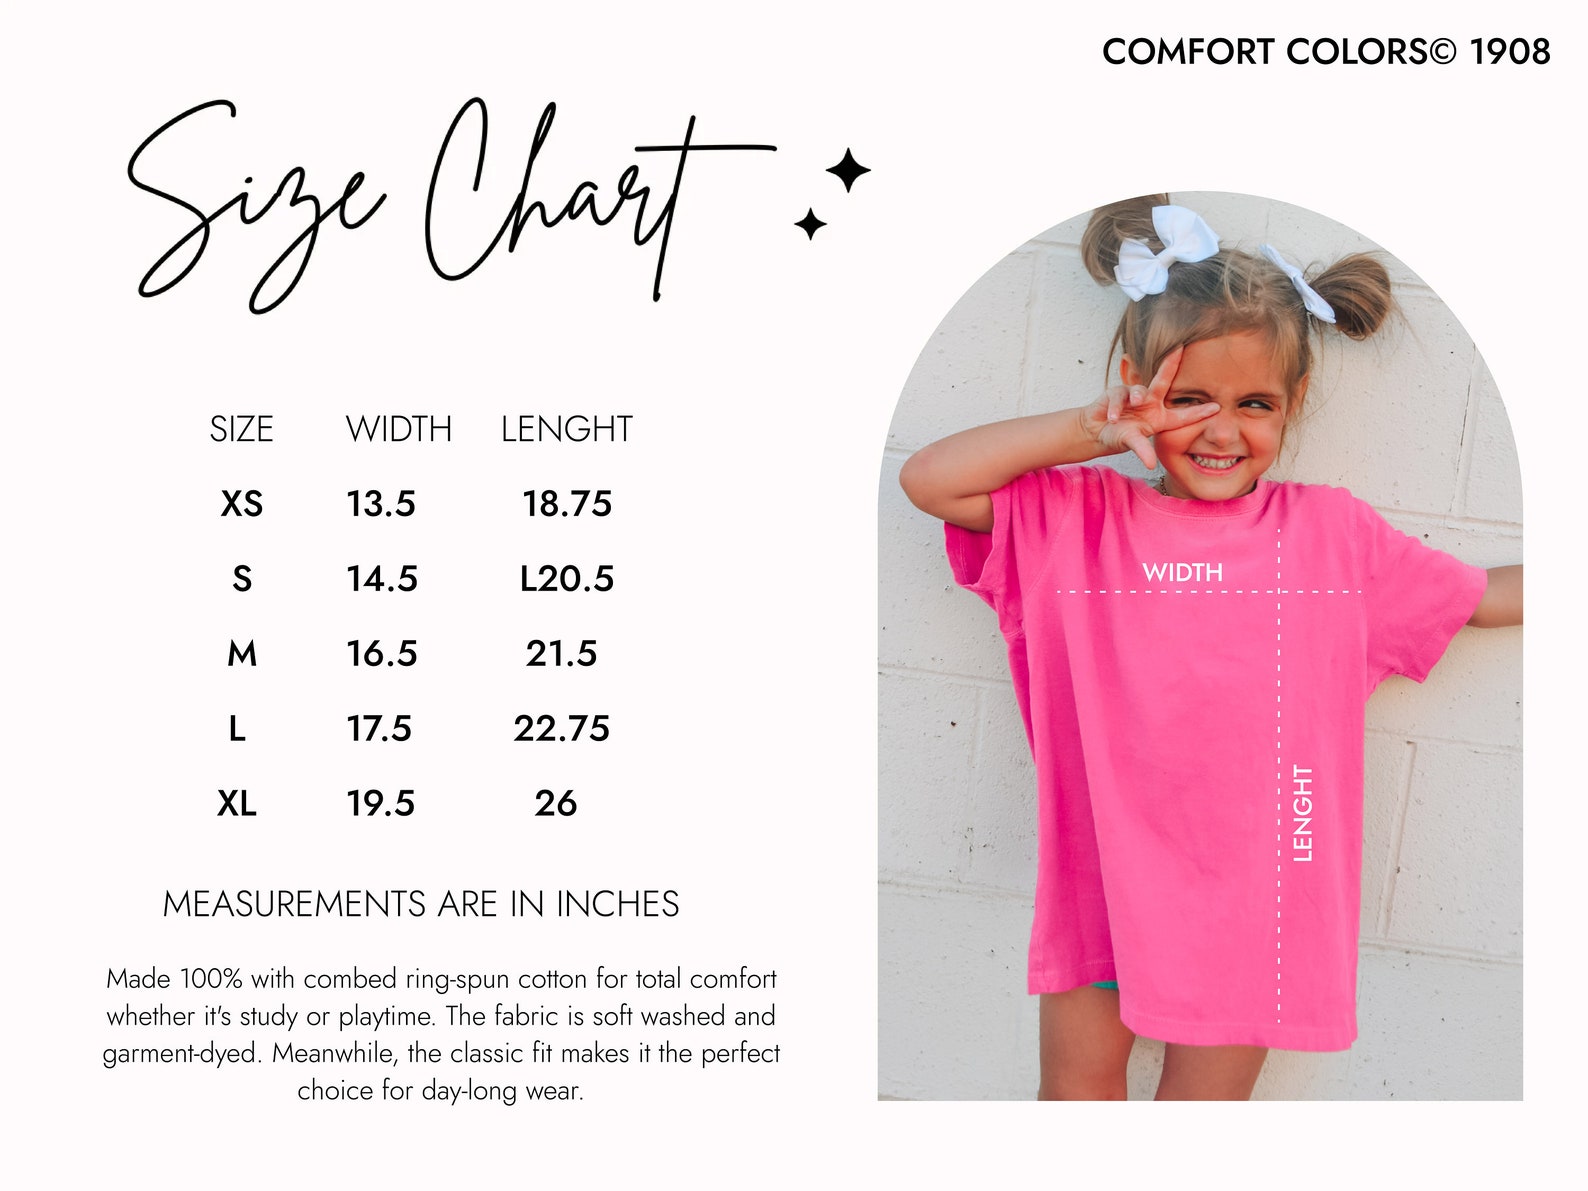 COMFORT COLORS© 1908
Size Chart
SIZE WIDTH LENGHT
XS 13.5 18.75
S 14.5 L20.5
M 16.5 21.5
L 17.5 22.75
XL 19.5 26
MEASUREMENTS ARE IN INCHES
Made 100% with combed ring-spun cotton for total comfort
whether it's study or playtime. The fabric is soft washed and
garment-dyed. Meanwhile, the classic fit makes it the perfect
choice for day-long wear.
WIDTH
LENGHT